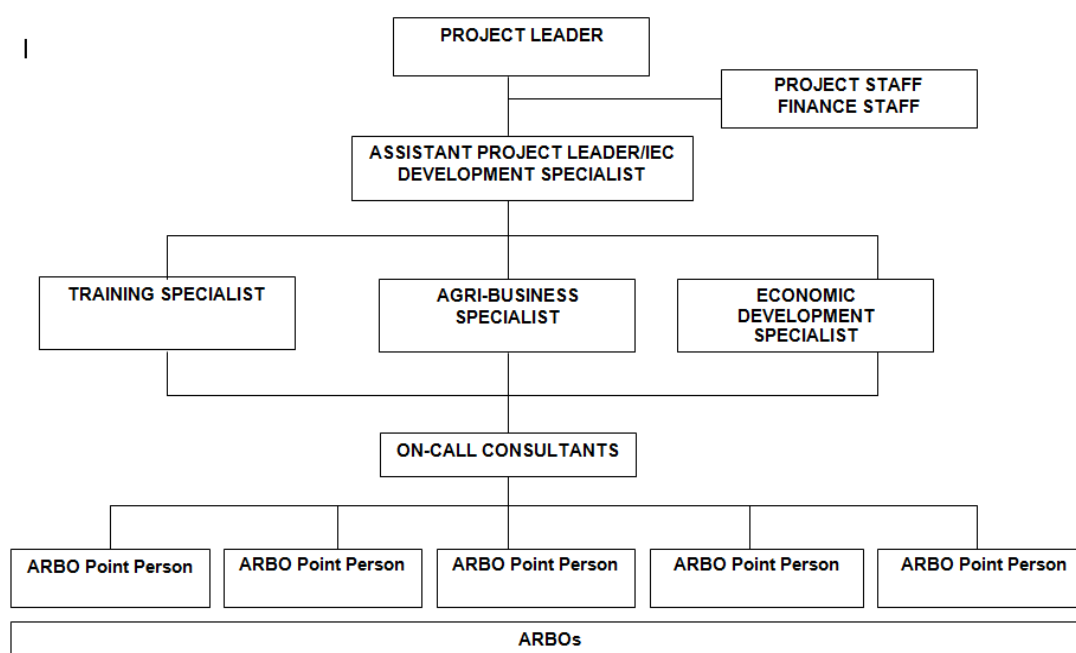 PROJECT LEADER
PROJECT STAFF
FINANCE STAFF
ASSISTANT PROJECT LEADER/IEC
DEVELOPMENT SPECIALIST
TRAINING SPECIALIST
AGRI-BUSINESS
SPECIALIST
ECONOMIC
DEVELOPMENT
SPECIALIST
ON-CALL CONSULTANTS
ARBO Point Person
ARBO Point Person
ARBO Point Person
ARBO Point Person
ARBO Point Person
ARBOs